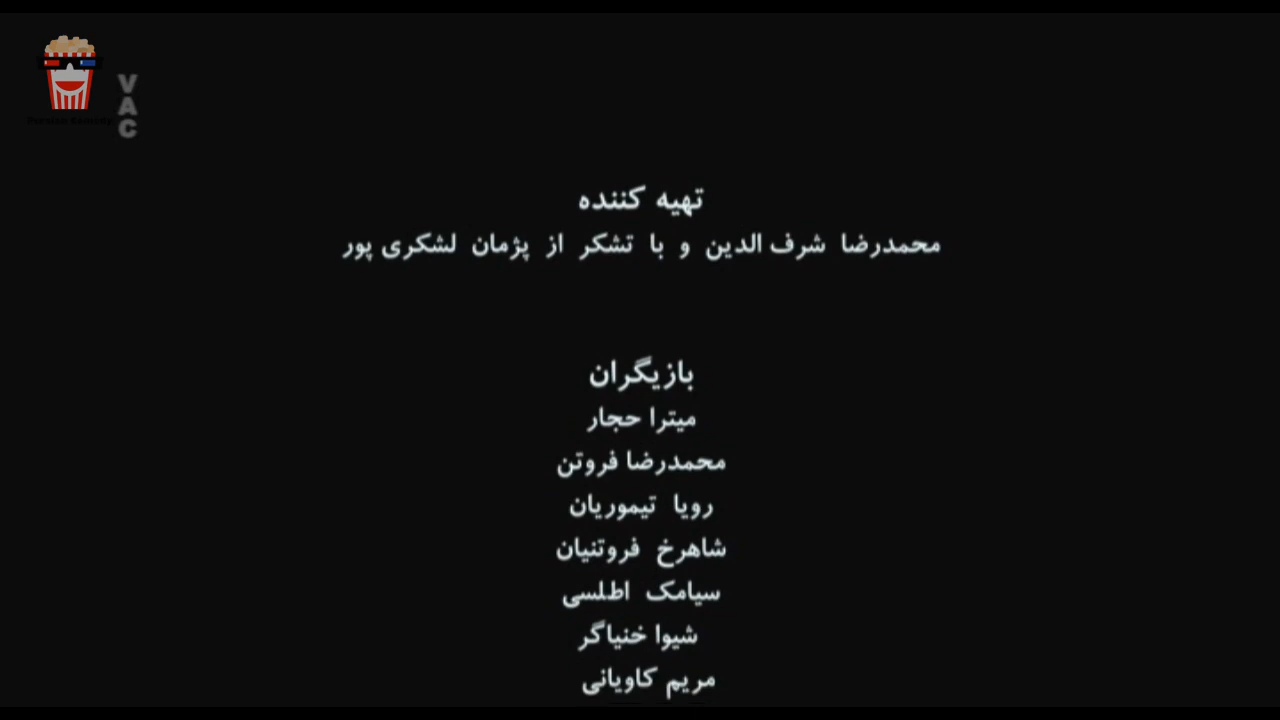 VAC
تهیه کننده
محمدرضا شرف الدین و با تشکر از پژمان لشکری پور
بازیگران
میترا حجار
محمدرضا فروتن
رویا تیموریان
شاهرخ فروتنیان
سیامک اطلسی
شیوا خنیاگر
مریم کاویانی